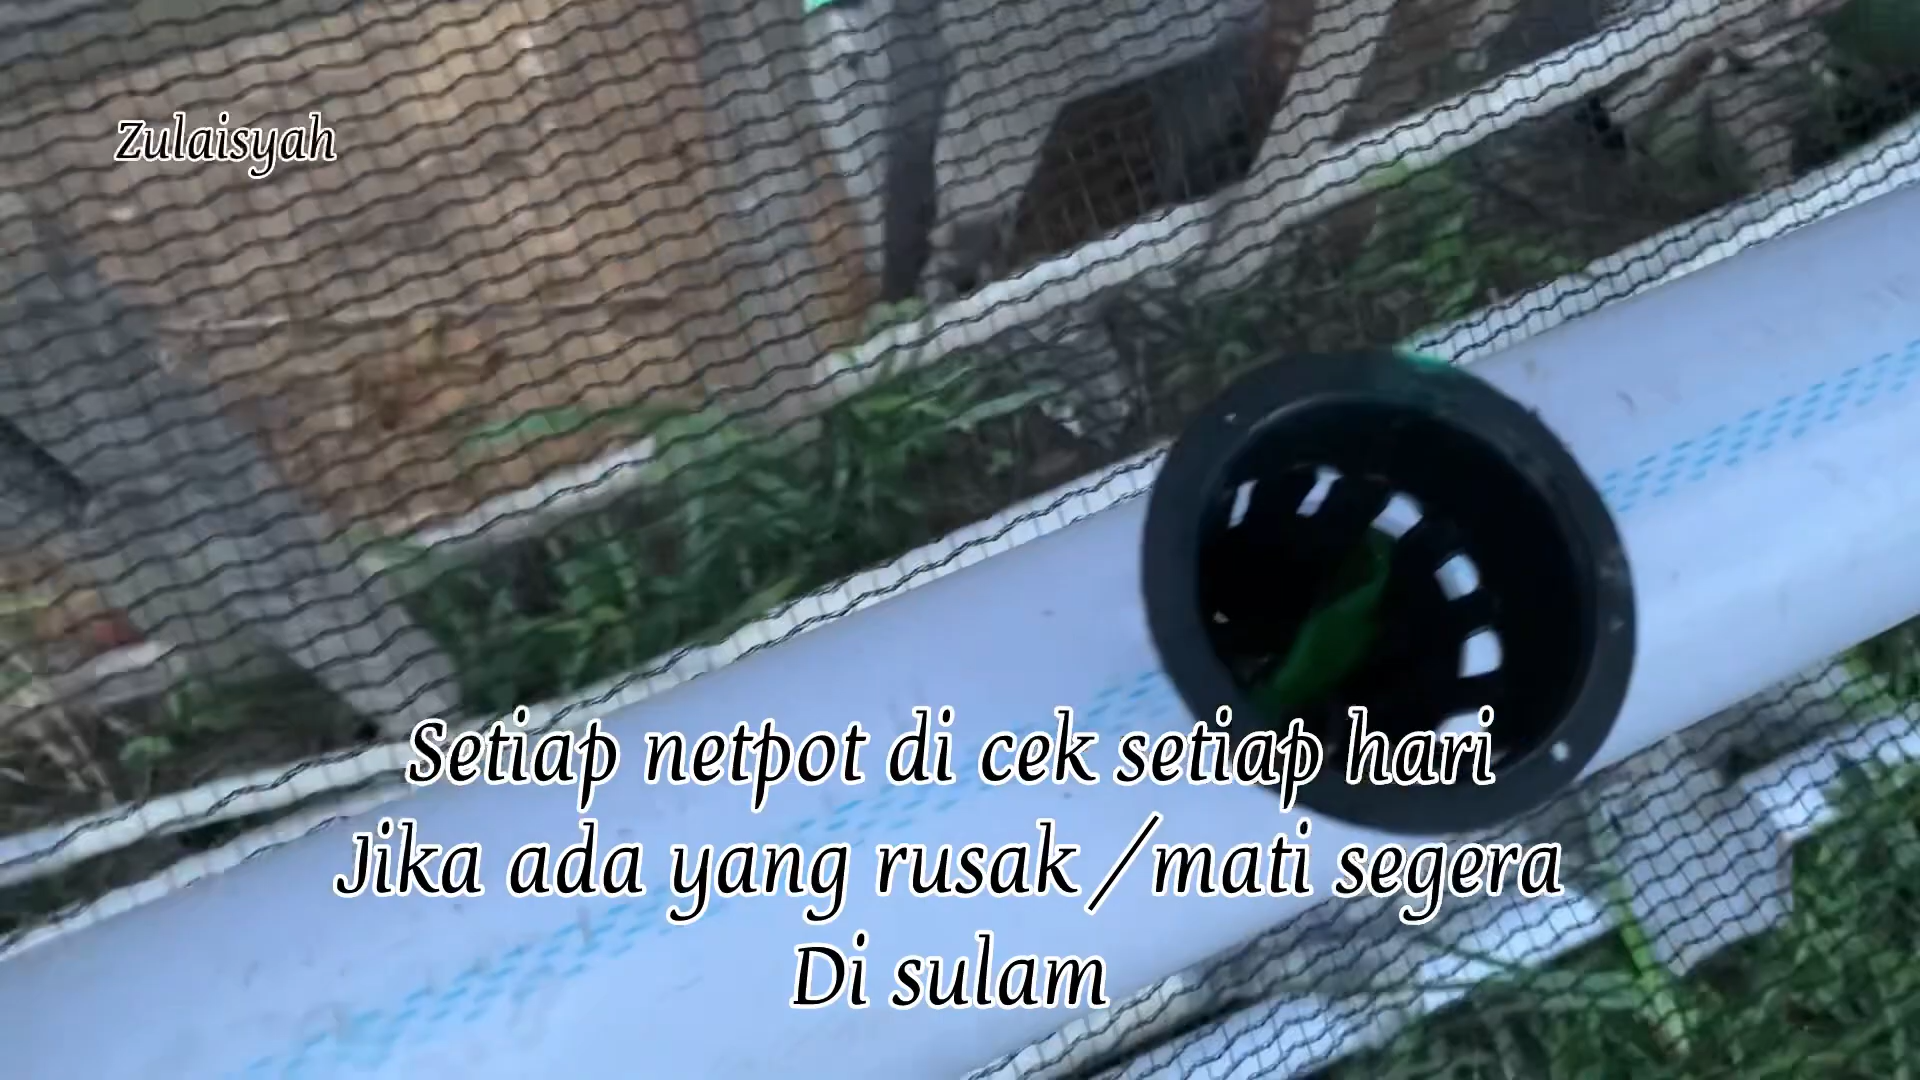 Zulaisyah
Setiap netpot di cek setiap hari
Jika ada yang rusak /mati segera
Di sulam